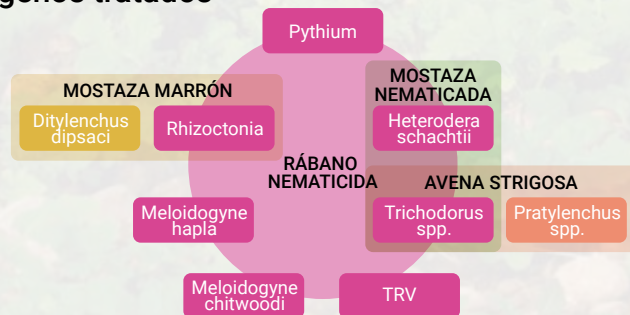 Pythium
MOSTAZA MARRÓN
Ditylenchus
dipsaci
Rhizoctonia
MOSTAZA
NEMATICADA
Heterodera
schachtii
RÁBANO
NEMATICIDA
AVENA STRIGOSA
Meloidogyne
hapla
Trichodorus
spp.
Pratylenchus
spp.
Meloidogyne
chitwoodi
TRV